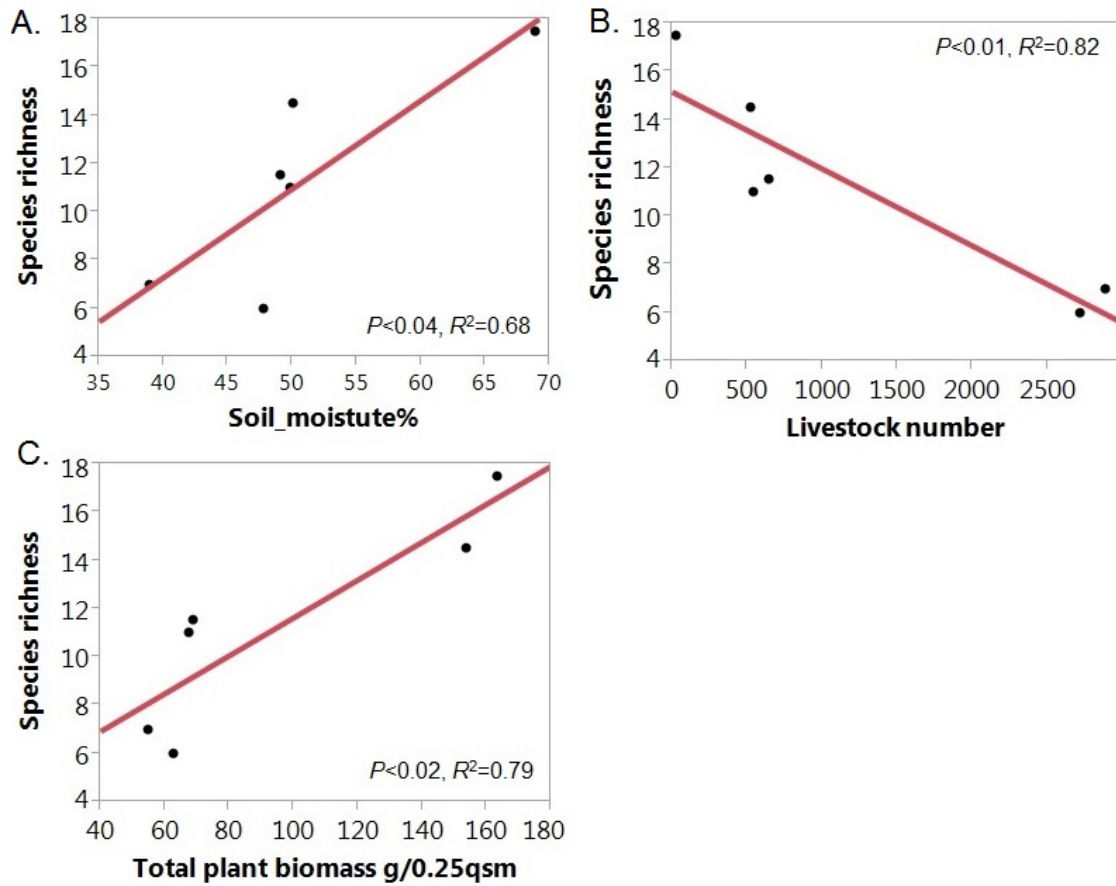 A.
Species richness
18
16
14
12
10
8
6
4
P<0.04, R²=0.68
35 40 45 50 55 60 65 70
Soil_moistute%
B.
Species richness
18
16
14
12
10
8
6
4
P<0.01, R²=0.82
0 500 1000 1500 2000 2500
Livestock number
C.
Species richness
18
16
14
12
10
8
6
4
P<0.02, R²=0.79
40 60 80 100 120 140 160 180
Total plant biomass g/0.25qsm